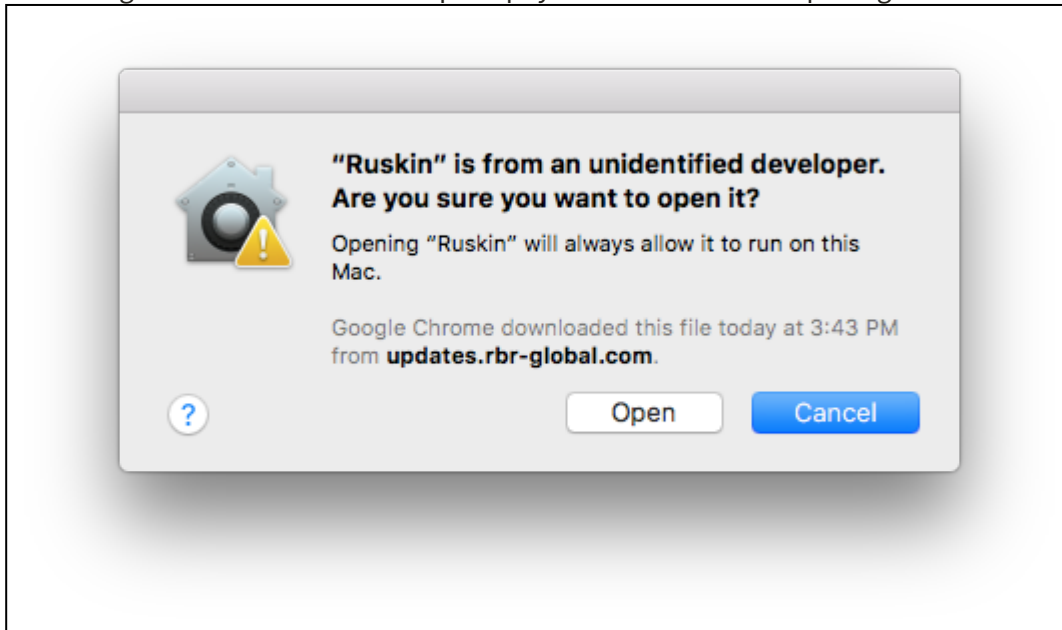 “Ruskin” is from an unidentified developer.
Are you sure you want to open it?
Opening “Ruskin” will always allow it to run on this
Mac.
Google Chrome downloaded this file today at 3:43 PM
from updates.rbr-global.com.
?
Open
Cancel